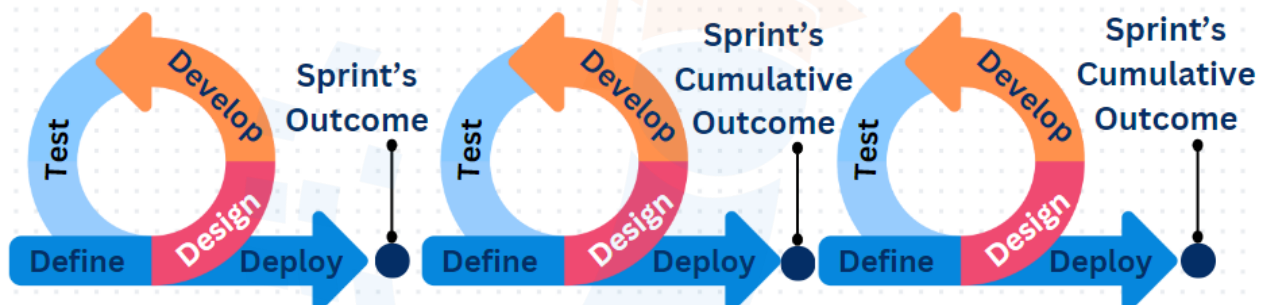 Develop
Test
Design
Define
Deploy
Sprint's
Outcome
Develop
Test
Design
Define
Deploy
Sprint's
Cumulative
Outcome
Develop
Test
Design
Define
Deploy
Sprint's
Cumulative
Outcome